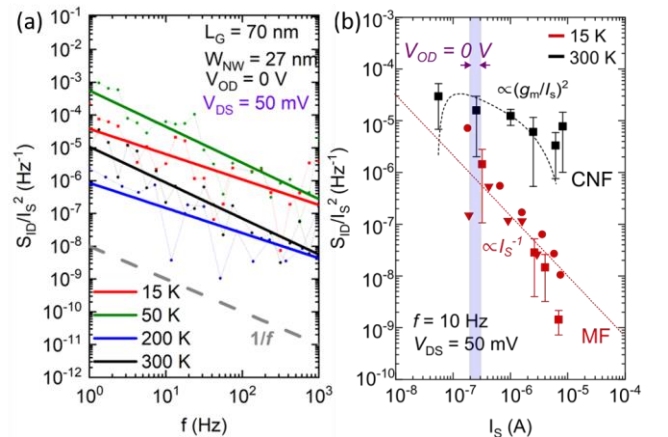 (a)
S_ID/I_S^2 (Hz^-1)
10^-1
10^-2
10^-3
10^-4
10^-5
10^-6
10^-7
10^-8
10^-9
10^-10
10^-11
10^-12
L_G = 70 nm
W_NW = 27 nm
V_OD = 0 V
V_DS = 50 mV
15 K
50 K
200 K
300 K
1/f
10^0
10^1
10^2
10^3
f (Hz)
(b)
S_ID/I_S^2 (Hz^-1)
10^-3
10^-4
10^-5
10^-6
10^-7
10^-8
10^-9
10^-10
V_OD = 0 V
15 K
300 K
∝(g_m/I_s)^2
CNF
∝I_S^-1
f = 10 Hz
V_DS = 50 mV
MF
10^-8
10^-7
10^-6
10^-5
10^-4
I_S (A)